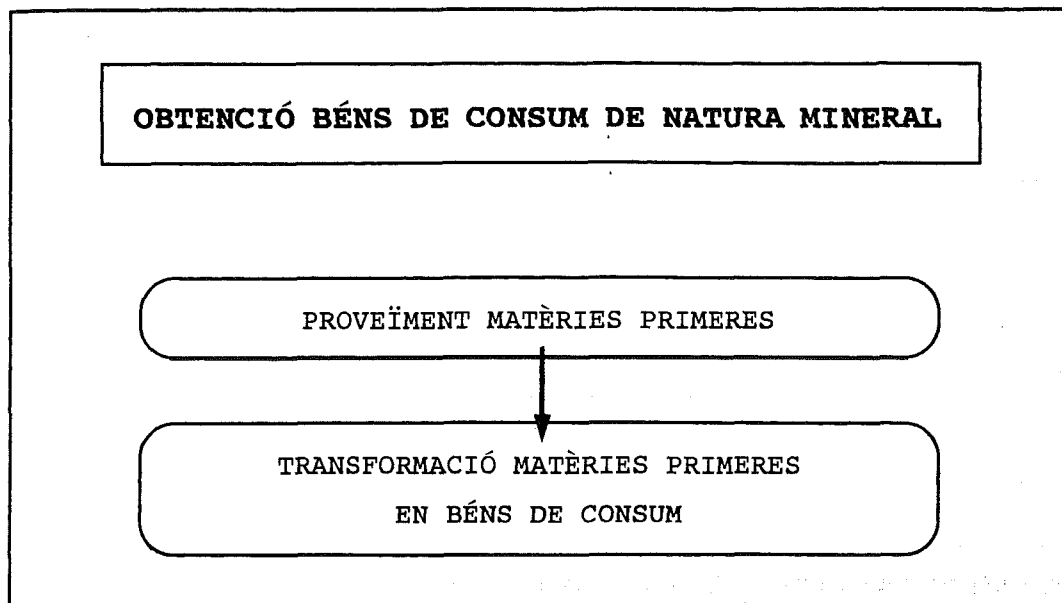 OBTENCIÓ BÉNS DE CONSUM DE NATURA MINERAL
PROVEÏMENT MATÈRIES PRIMERES
TRANSFORMACIÓ MATÈRIES PRIMERES
EN BÉNS DE CONSUM